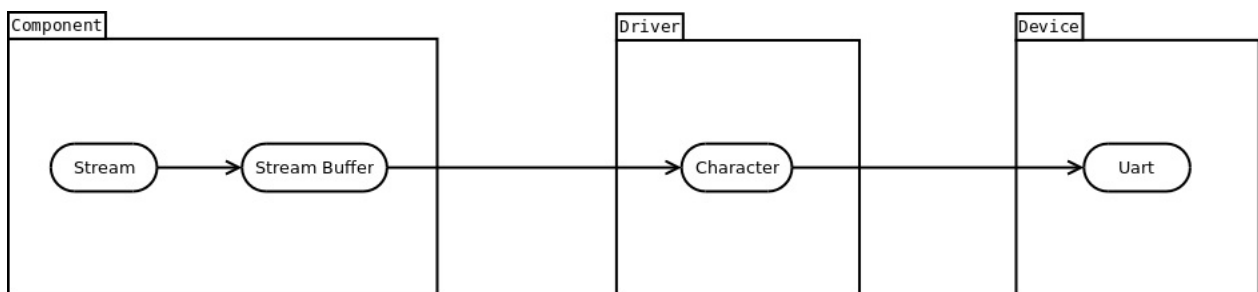 Component
Driver
Device
Stream
Stream Buffer
Character
Uart